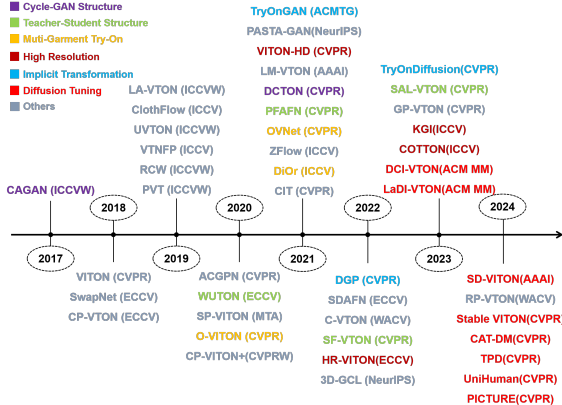 Cycle-GAN Structure
Teacher-Student Structure
Muti-Garment Try-On
High Resolution
Implicit Transformation
Diffusion Tuning
Others
CAGAN (ICCVW)
LA-VTON (ICCVW)
ClothFlow (ICCV)
UVTON (ICCVW)
VTNFP (ICCV)
RCW (ICCVW)
PVT (ICCVW)
TryOnGAN (ACMTG)
PASTA-GAN(NeurIPS)
VITON-HD (CVPR)
LM-VTON (AAAI)
DCTON (CVPR)
PFAFN (CVPR)
OVNet (CVPR)
ZFlow (ICCV)
DiOr (ICCV)
CIT (CVPR)
TryOnDiffusion(CVPR)
SAL-VTON (CVPR)
GP-VTON (CVPR)
KGI(ICCV)
COTTON(ICCV)
DCI-VTON(ACM MM)
LaDI-VTON(ACM MM)
2018
2020
2022
2024
2017
2019
2021
2023
VITON (CVPR)
SwapNet (ECCV)
CP-VTON (ECCV)
ACGPN (CVPR)
WUTON (ECCV)
SP-VITON (MTA)
O-VITON (CVPR)
CP-VITON+(CVPRW)
DGP (CVPR)
SDAFN (ECCV)
C-VTON (WACV)
SF-VTON (CVPR)
HR-VITON(ECCV)
3D-GCL (NeurIPS)
SD-VITON(AAAI)
RP-VTON(WACV)
Stable VITON(CVPR)
CAT-DM(CVPR)
TPD(CVPR)
UniHuman(CVPR)
PICTURE(CVPR)